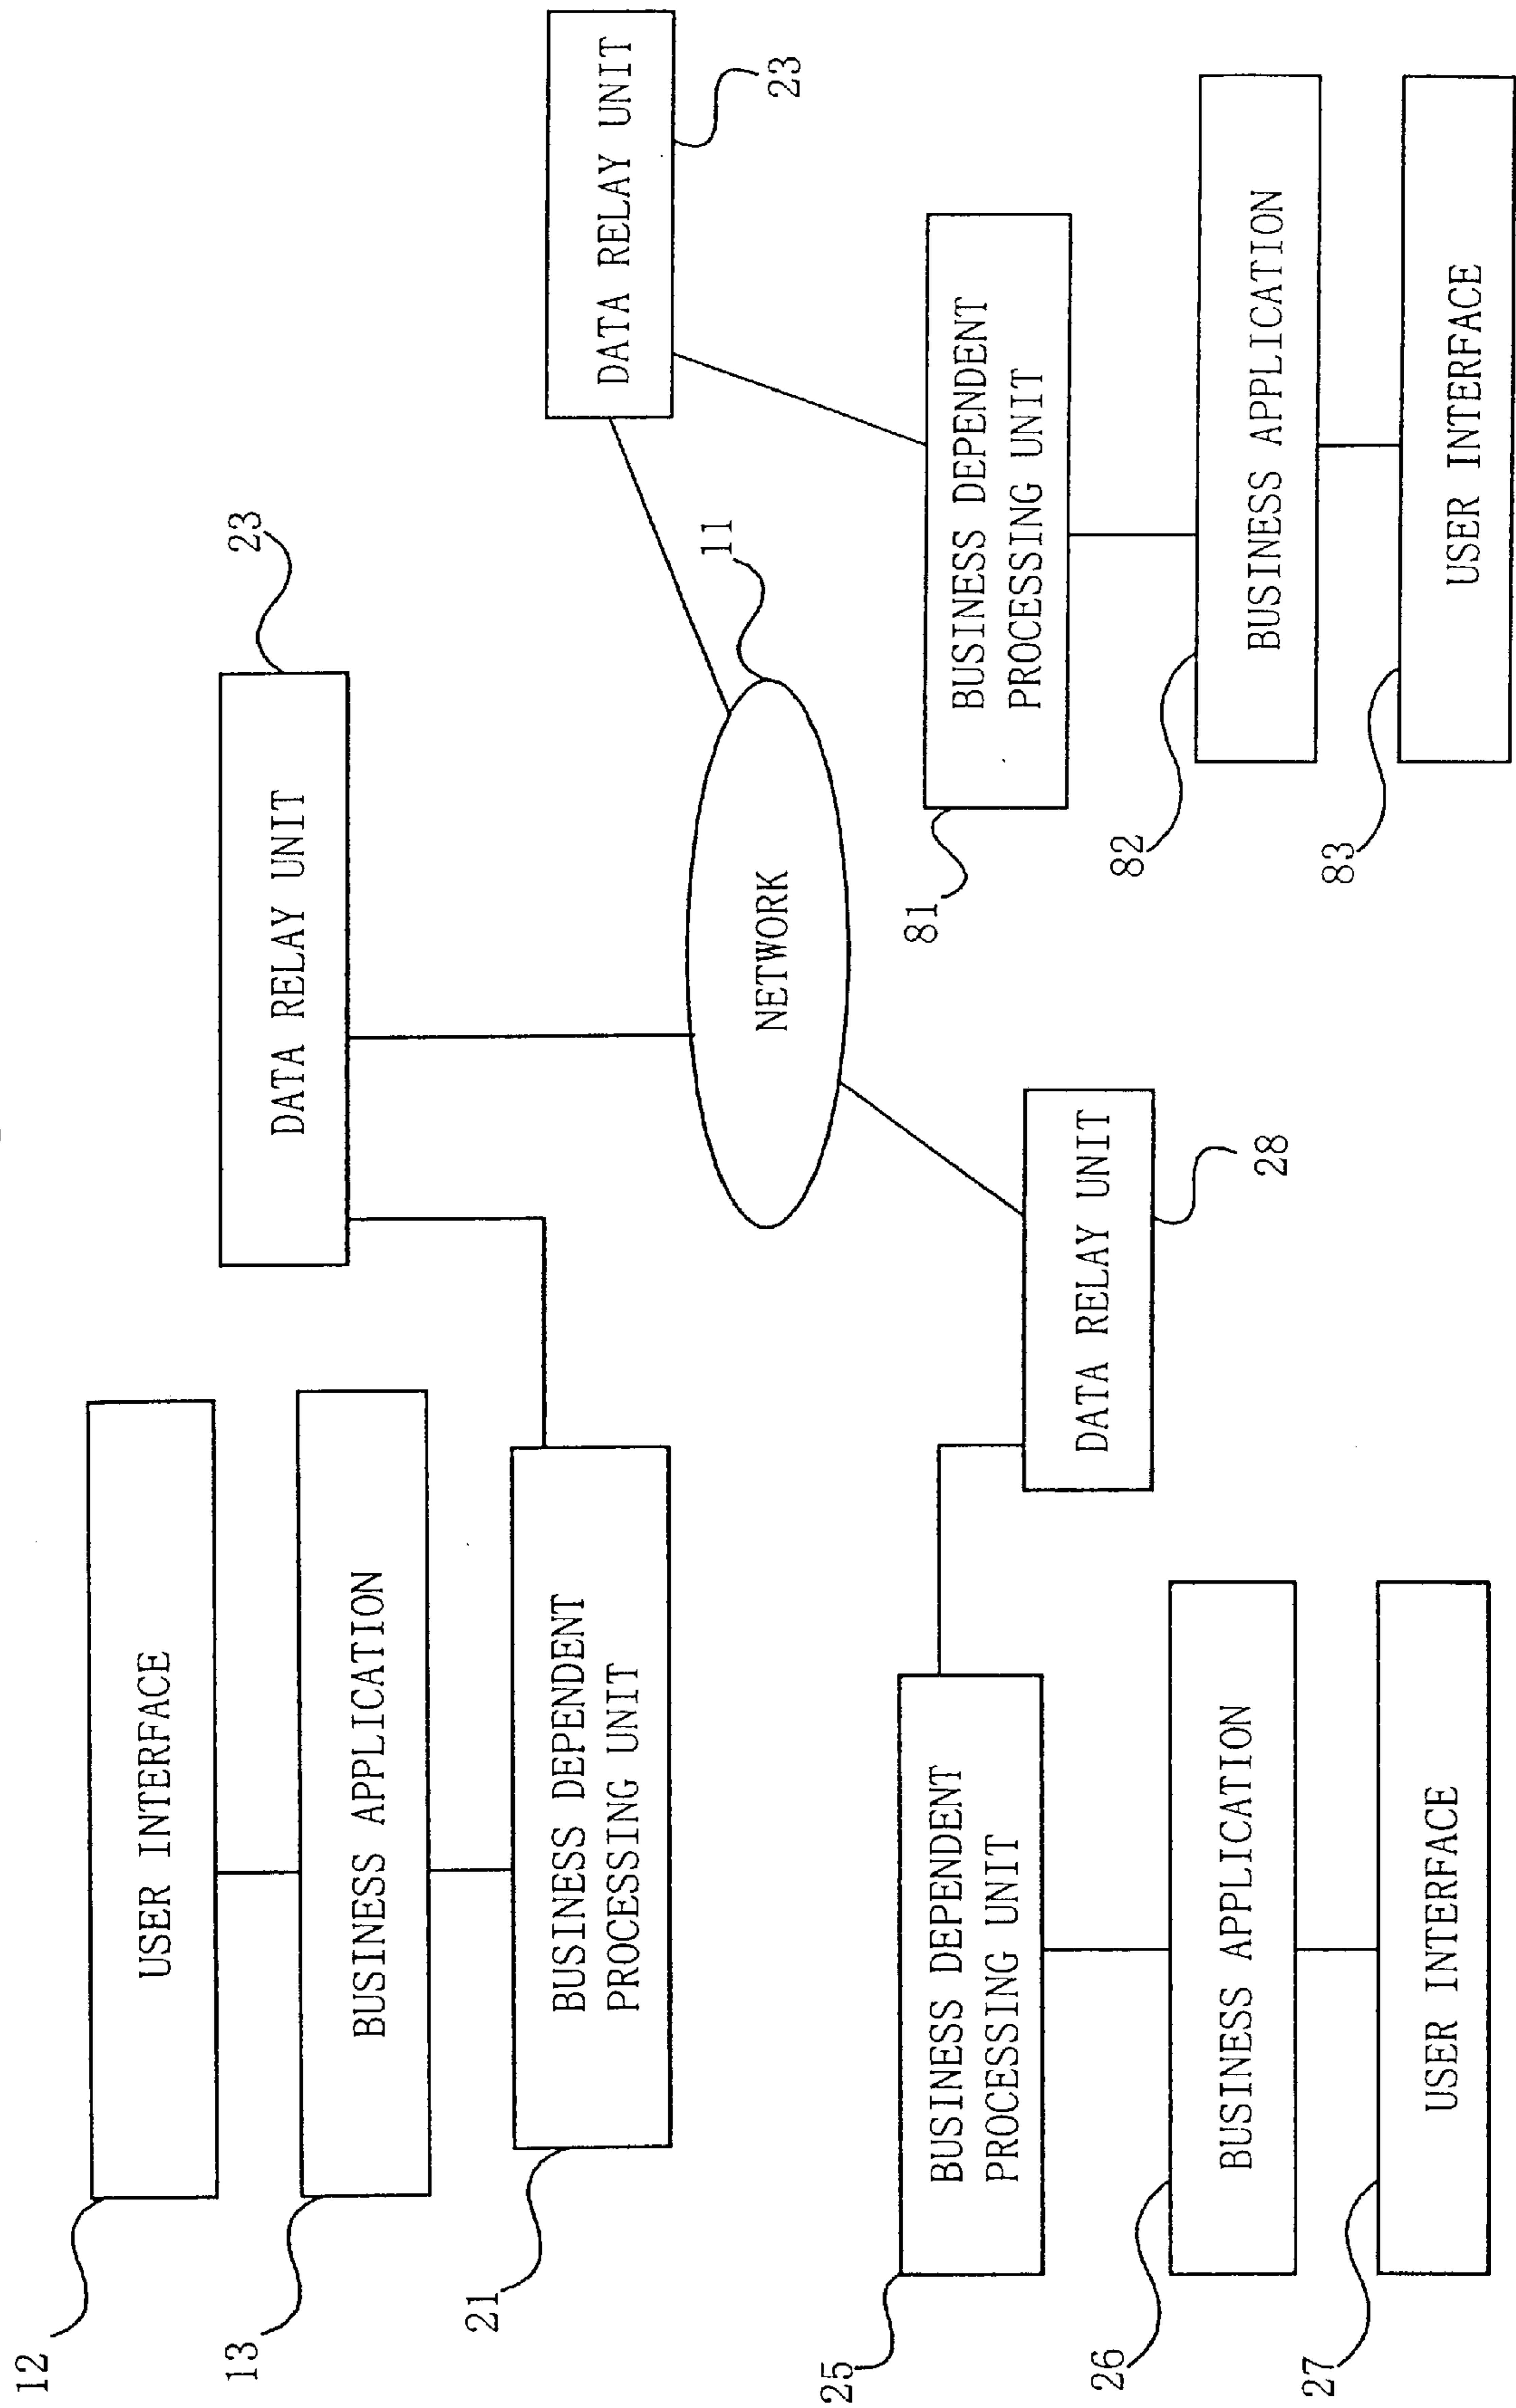 12
USER INTERFACE
13
BUSINESS APPLICATION
21
BUSINESS DEPENDENT
PROCESSING UNIT
DATA RELAY UNIT
23
NETWORK
11
DATA RELAY UNIT
23
25
BUSINESS DEPENDENT
PROCESSING UNIT
26
BUSINESS APPLICATION
27
USER INTERFACE
DATA RELAY UNIT
28
81
BUSINESS DEPENDENT
PROCESSING UNIT
82
BUSINESS APPLICATION
83
USER INTERFACE